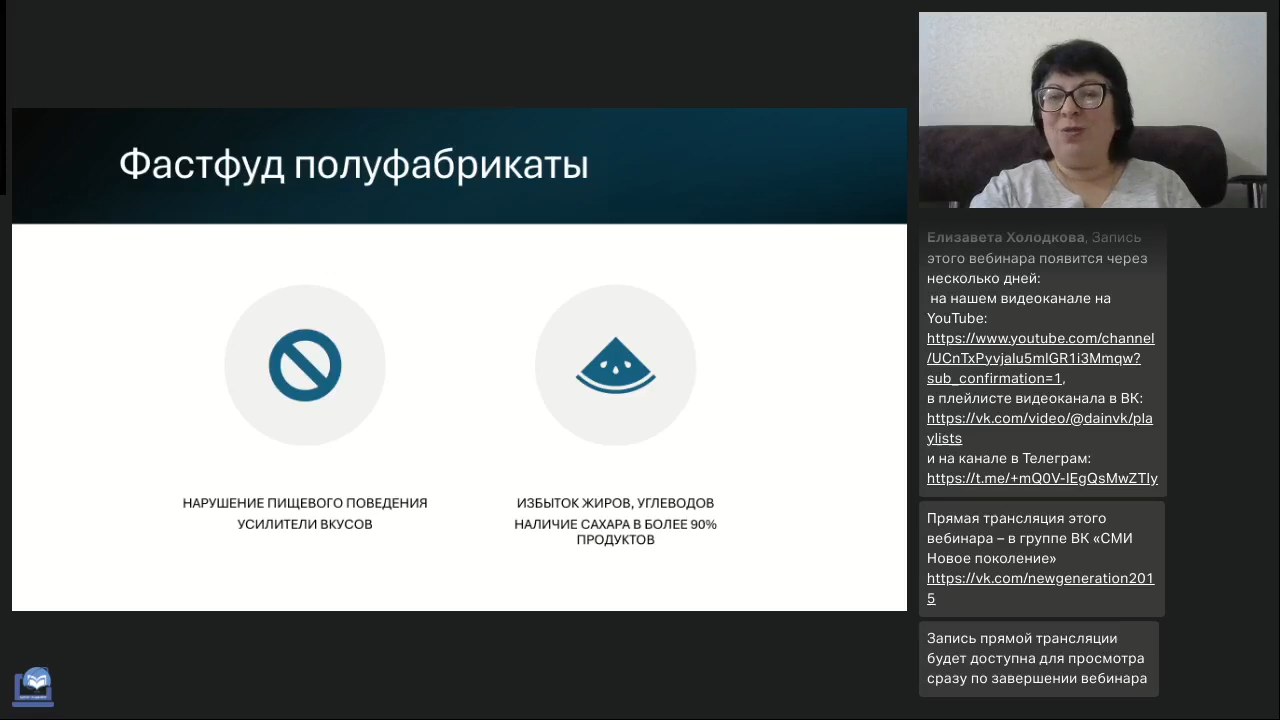 Фастфуд полуфабрикаты
НАРУШЕНИЕ ПИЩЕВОГО ПОВЕДЕНИЯ
УСИЛИТЕЛИ ВКУСОВ
ИЗБЫТОК ЖИРОВ, УГЛЕВОДОВ
НАЛИЧИЕ САХАРА В БОЛЕЕ 90%
ПРОДУКТОВ
Елизавета Холодкова, Запись
этого вебинара появится через
несколько дней:
на нашем видеоканале на
YouTube:
https://www.youtube.com/channel
/UCnTxPyvjalu5mIGR1i3Mmqw?
sub_confirmation=1,
в плейлисте видеоканала в ВК:
https://vk.com/video/@dainvk/pla
ylists
и на канале в Телеграм:
https://t.me/+mQ0V-IEgQsMwZTIy
Прямая трансляция этого
вебинара – в группе ВК «СМИ
Новое поколение»
https://vk.com/newgeneration201
5
Запись прямой трансляции
будет доступна для просмотра
сразу по завершении вебинара